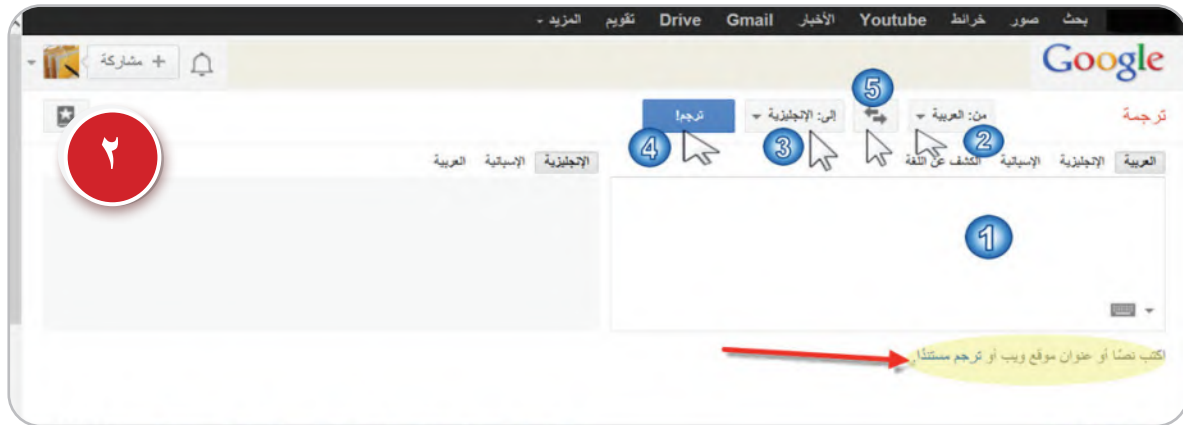 بحث صور خرائط Youtube الأخبار Gmail Drive تقويم المزيد
Google
+ مشاركة
5
ترجمة من: العربية إلى: الإنجليزية ترجم!
2 3 4
٢
العربية الإنجليزية الإسبانية الكشف عن اللغة الإنجليزية الإسبانية العربية
1
اكتب نصًا أو عنوان موقع ويب أو ترجم مستندًا.